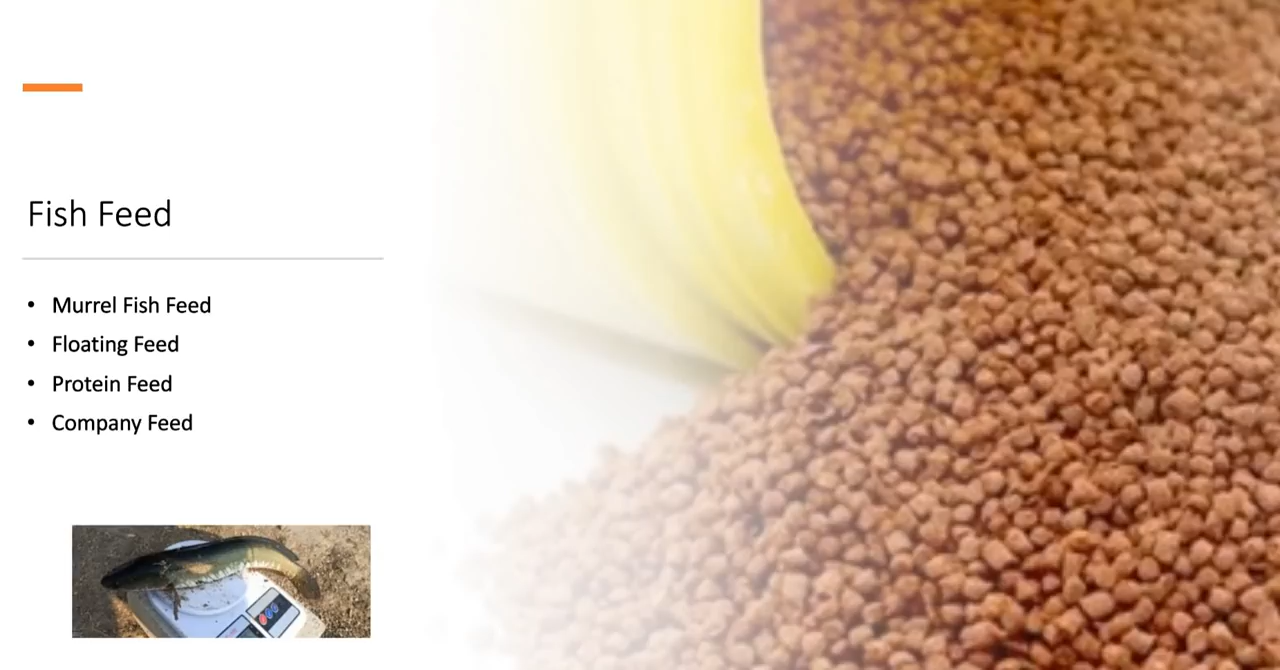 Fish Feed
• Murrel Fish Feed
• Floating Feed
• Protein Feed
• Company Feed